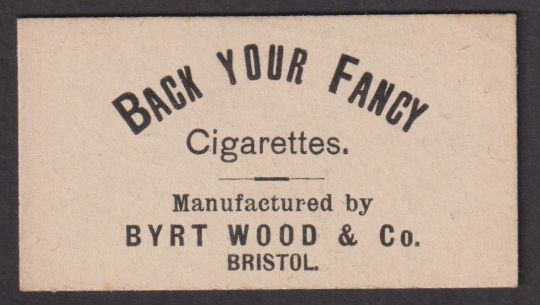 BACK YOUR FANCY
Cigarettes.
Manufactured by
BYRT WOOD & Co.
BRISTOL.